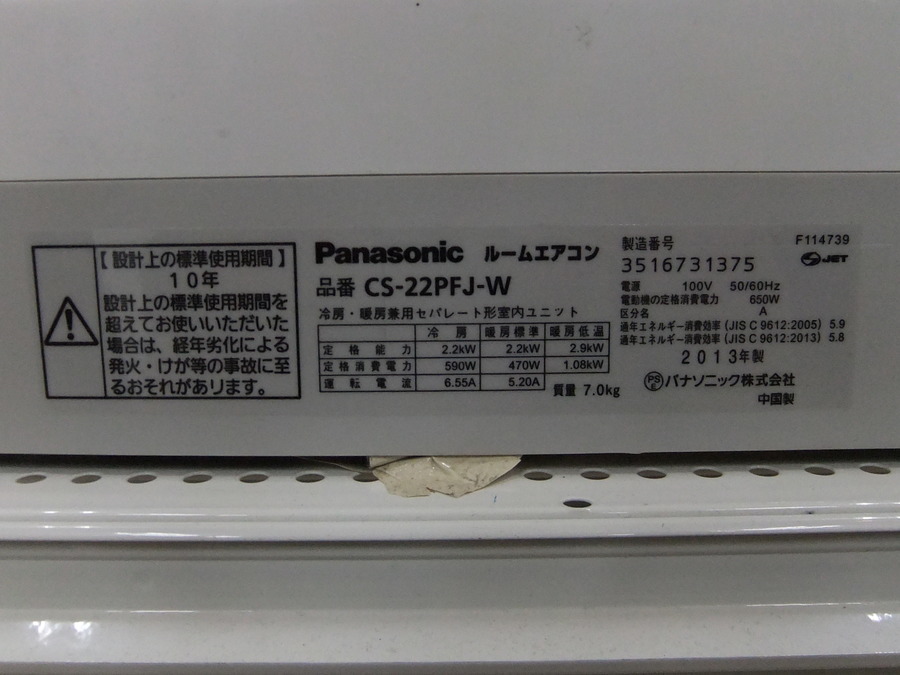 【設計上の標準使用期間】
10年
設計上の標準使用期間を
超えてお使いいただいた
場合は、経年劣化による
発火・けが等の事故に至
るおそれがあります。
Panasonic ルームエアコン
品番 CS-22PFJ-W
冷房・暖房兼用セパレート形室内ユニット
冷房 暖房標準 暖房低温
定格能力 2.2kW 2.2kW 2.9kW
定格消費電力 590W 470W 1.08kW
運転電流 6.55A 5.20A
質量 7.0kg
F114739
製造番号
3516731375
JET
電源 100V 50/60Hz
電動機の定格消費電力 650W
区分名 A
通年エネルギー消費効率 (JIS C 9612:2005) 5.9
通年エネルギー消費効率 (JIS C 9612:2013) 5.8
2013年製
PSE パナソニック株式会社
中国製